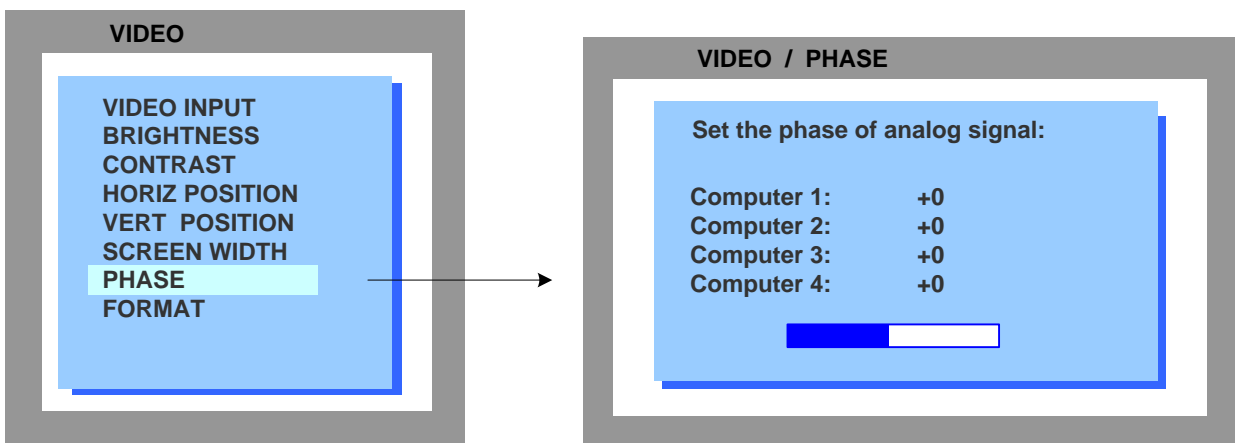 VIDEO
VIDEO INPUT
BRIGHTNESS
CONTRAST
HORIZ POSITION
VERT POSITION
SCREEN WIDTH
PHASE
FORMAT
VIDEO / PHASE
Set the phase of analog signal:
Computer 1: +0
Computer 2: +0
Computer 3: +0
Computer 4: +0